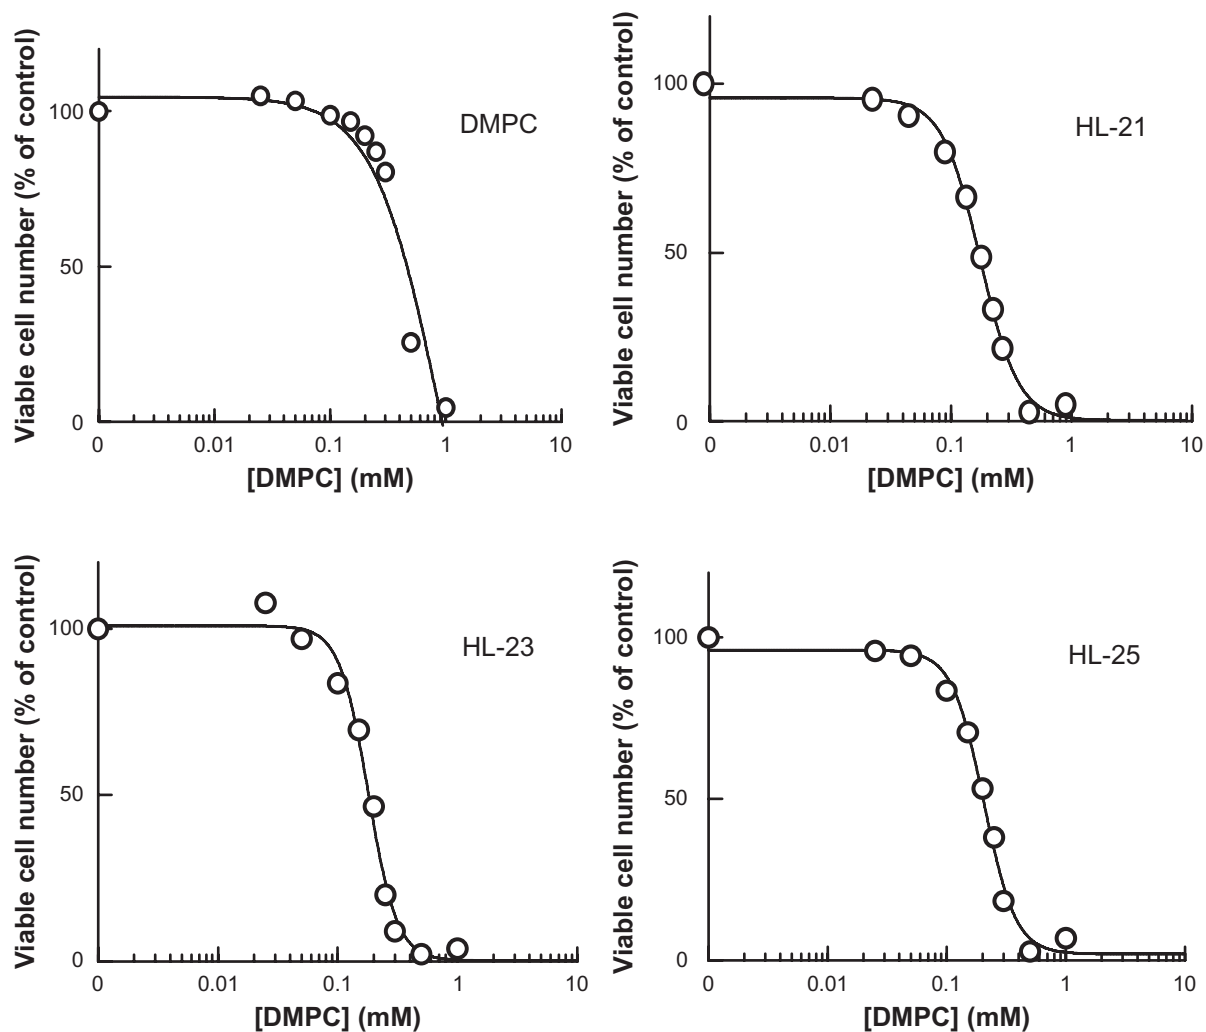 Viable cell number (% of control)
100
50
0
DMPC
0 0.01 0.1 1 10
[DMPC] (mM)
Viable cell number (% of control)
100
50
0
HL-21
0 0.01 0.1 1 10
[DMPC] (mM)
Viable cell number (% of control)
100
50
0
HL-23
0 0.01 0.1 1 10
[DMPC] (mM)
Viable cell number (% of control)
100
50
0
HL-25
0 0.01 0.1 1 10
[DMPC] (mM)